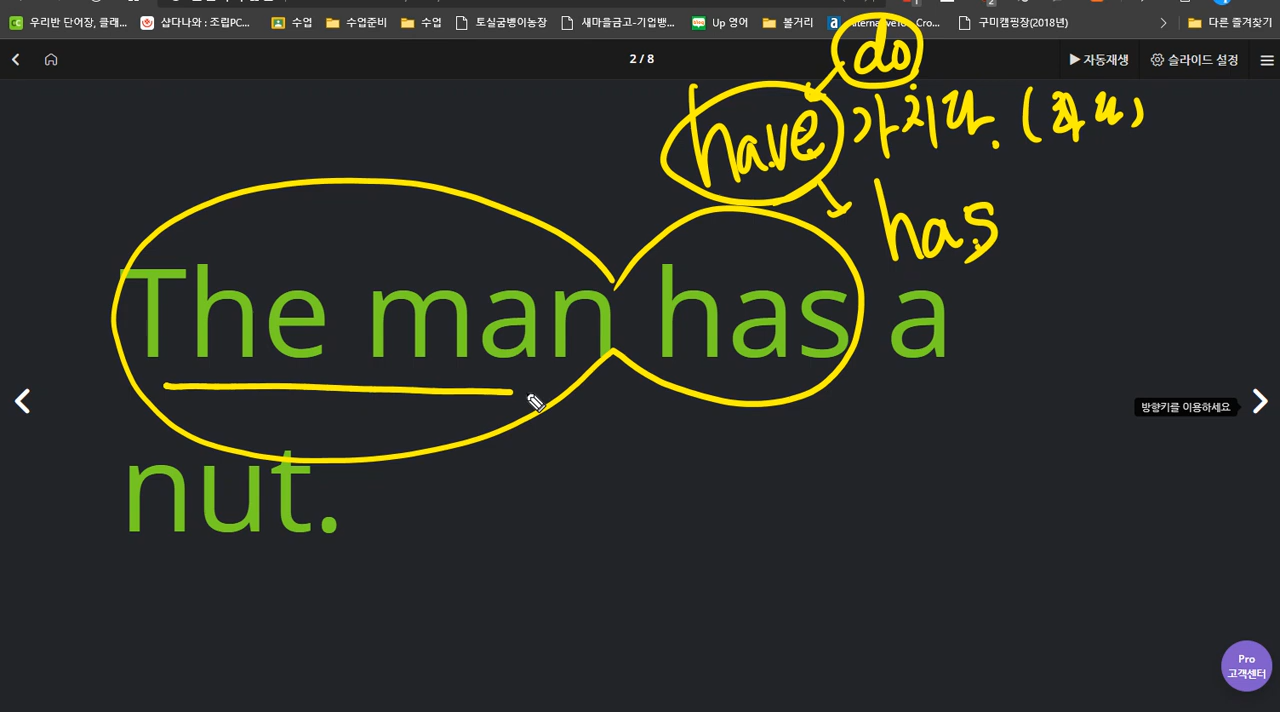 우리반 단어장, 클래... 샵다나와 : 조립PC... 수업 수업준비 수업 토실굼벵이농장 새마을금고-기업뱅... Up 영어 볼거리 구미캠핑장(2018년) 다른 즐겨찾기
2 / 8 자동재생 슬라이드 설정
do
have 가지다.
has
The man has a
nut.
방향키를 이용하세요
Pro
고객센터